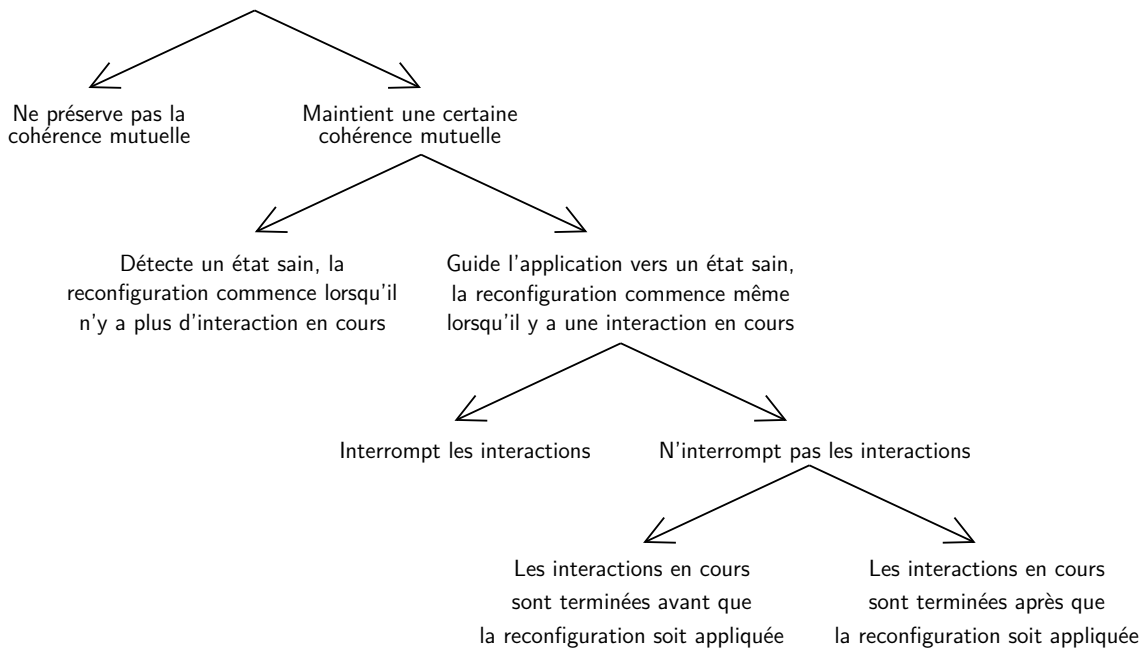 Ne préserve pas la
cohérence mutuelle
Maintient une certaine
cohérence mutuelle
Détecte un état sain, la
reconfiguration commence lorsqu'il
n'y a plus d'interaction en cours
Guide l'application vers un état sain,
la reconfiguration commence même
lorsqu'il y a une interaction en cours
Interrompt les interactions
N'interrompt pas les interactions
Les interactions en cours
sont terminées avant que
la reconfiguration soit appliquée
Les interactions en cours
sont terminées après que
la reconfiguration soit appliquée